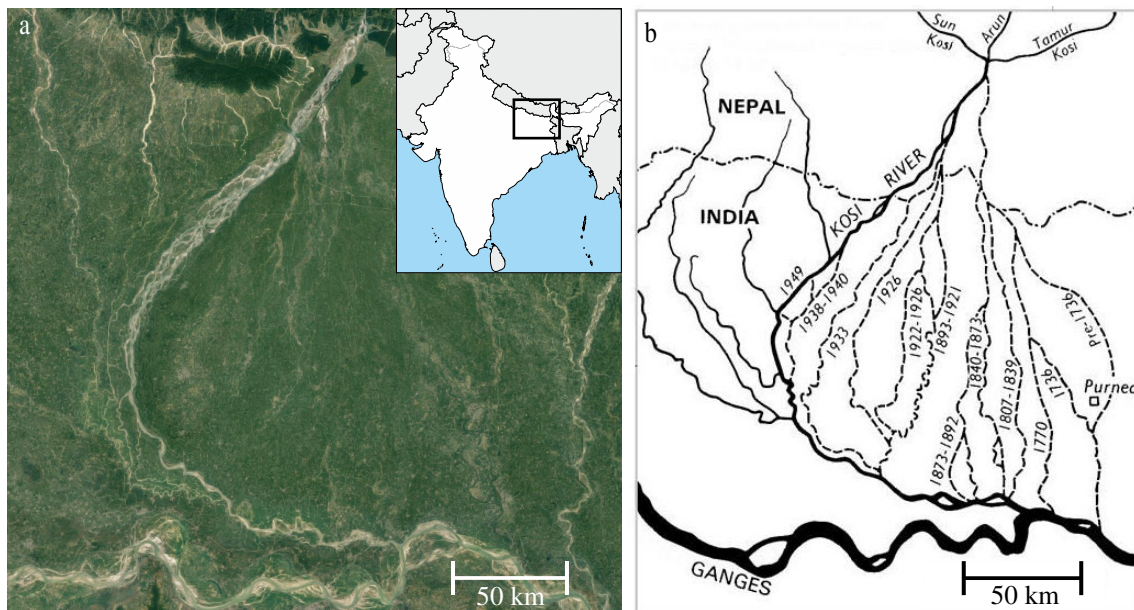 a
50 km
b
Sun
Kosi
Arun
Tamur
Kosi
NEPAL
INDIA
KOSI RIVER
1949
1938-1940
1933
1926
1922-1926
1893-1921
1840-1873
1873-1892
1807-1839
1770
1736
Pre-1736
Purnea
GANGES
50 km